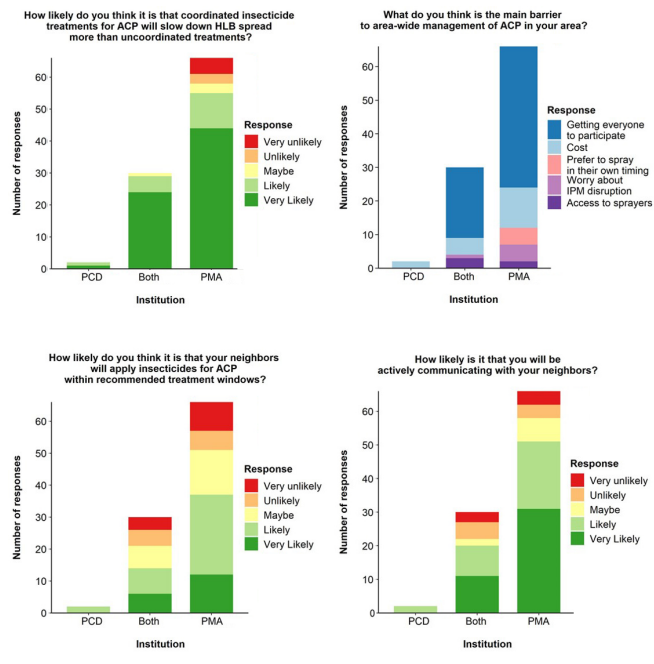 How likely do you think it is that coordinated insecticide
treatments for ACP will slow down HLB spread
more than uncoordinated treatments?
Number of responses
60
50
40
30
20
10
0
PCD
Both
PMA
Institution
Response
Very unlikely
Unlikely
Maybe
Likely
Very Likely
What do you think is the main barrier
to area-wide management of ACP in your area?
Number of responses
60
50
40
30
20
10
0
PCD
Both
PMA
Institution
Response
Getting everyone
to participate
Cost
Prefer to spray
in their own timing
Worry about
IPM disruption
Access to sprayers
How likely do you think it is that your neighbors
will apply insecticides for ACP
within recommended treatment windows?
Number of responses
60
50
40
30
20
10
0
PCD
Both
PMA
Institution
Response
Very unlikely
Unlikely
Maybe
Likely
Very Likely
How likely is it that you will be
actively communicating with your neighbors?
Number of responses
60
50
40
30
20
10
0
PCD
Both
PMA
Institution
Response
Very unlikely
Unlikely
Maybe
Likely
Very Likely